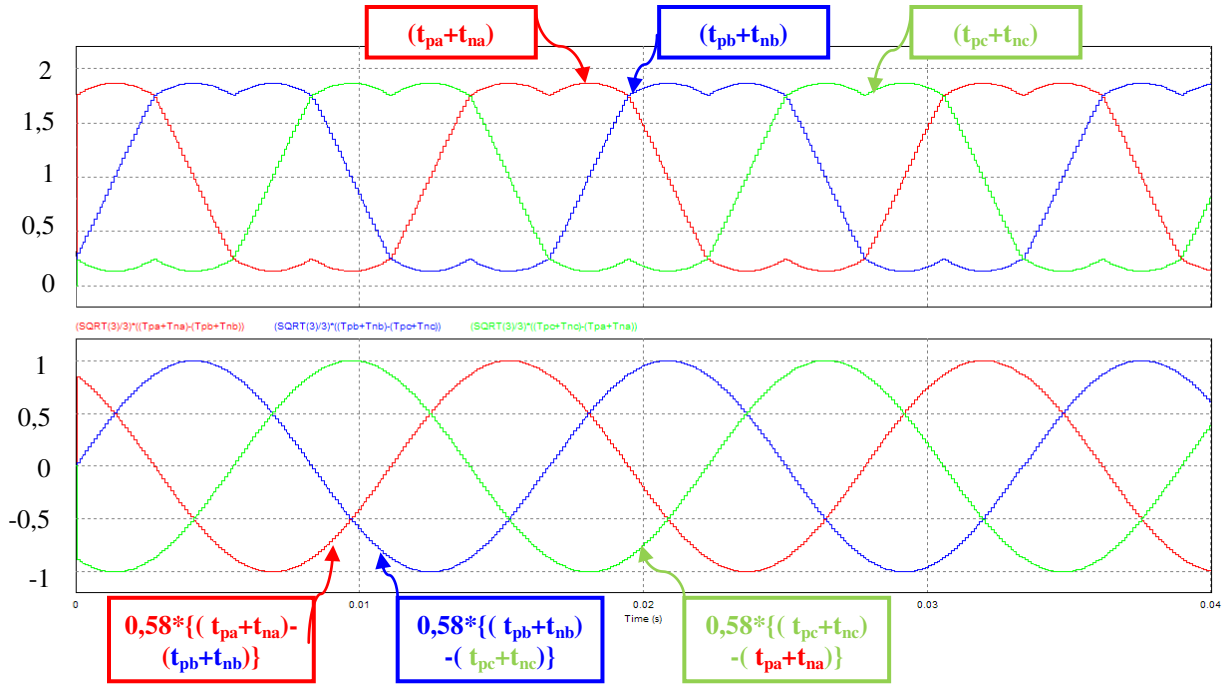 (tpa+tna)
(tpb+tnb)
(tpc+tnc)
2
1,5
1
0,5
0
(SQRT(3)/3)*((Tpa+Tna)-(Tpb+Tnb)) (SQRT(3)/3)*((Tpb+Tnb)-(Tpc+Tnc)) (SQRT(3)/3)*((Tpc+Tnc)-(Tpa+Tna))
1
0,5
0
-0,5
-1
0 0.01 0.02 0.03 0.04
Time (s)
0,58*{( tpa+tna)-
(tpb+tnb)}
0,58*{( tpb+tnb)
-( tpc+tnc)}
0,58*{( tpc+tnc)
-( tpa+tna)}